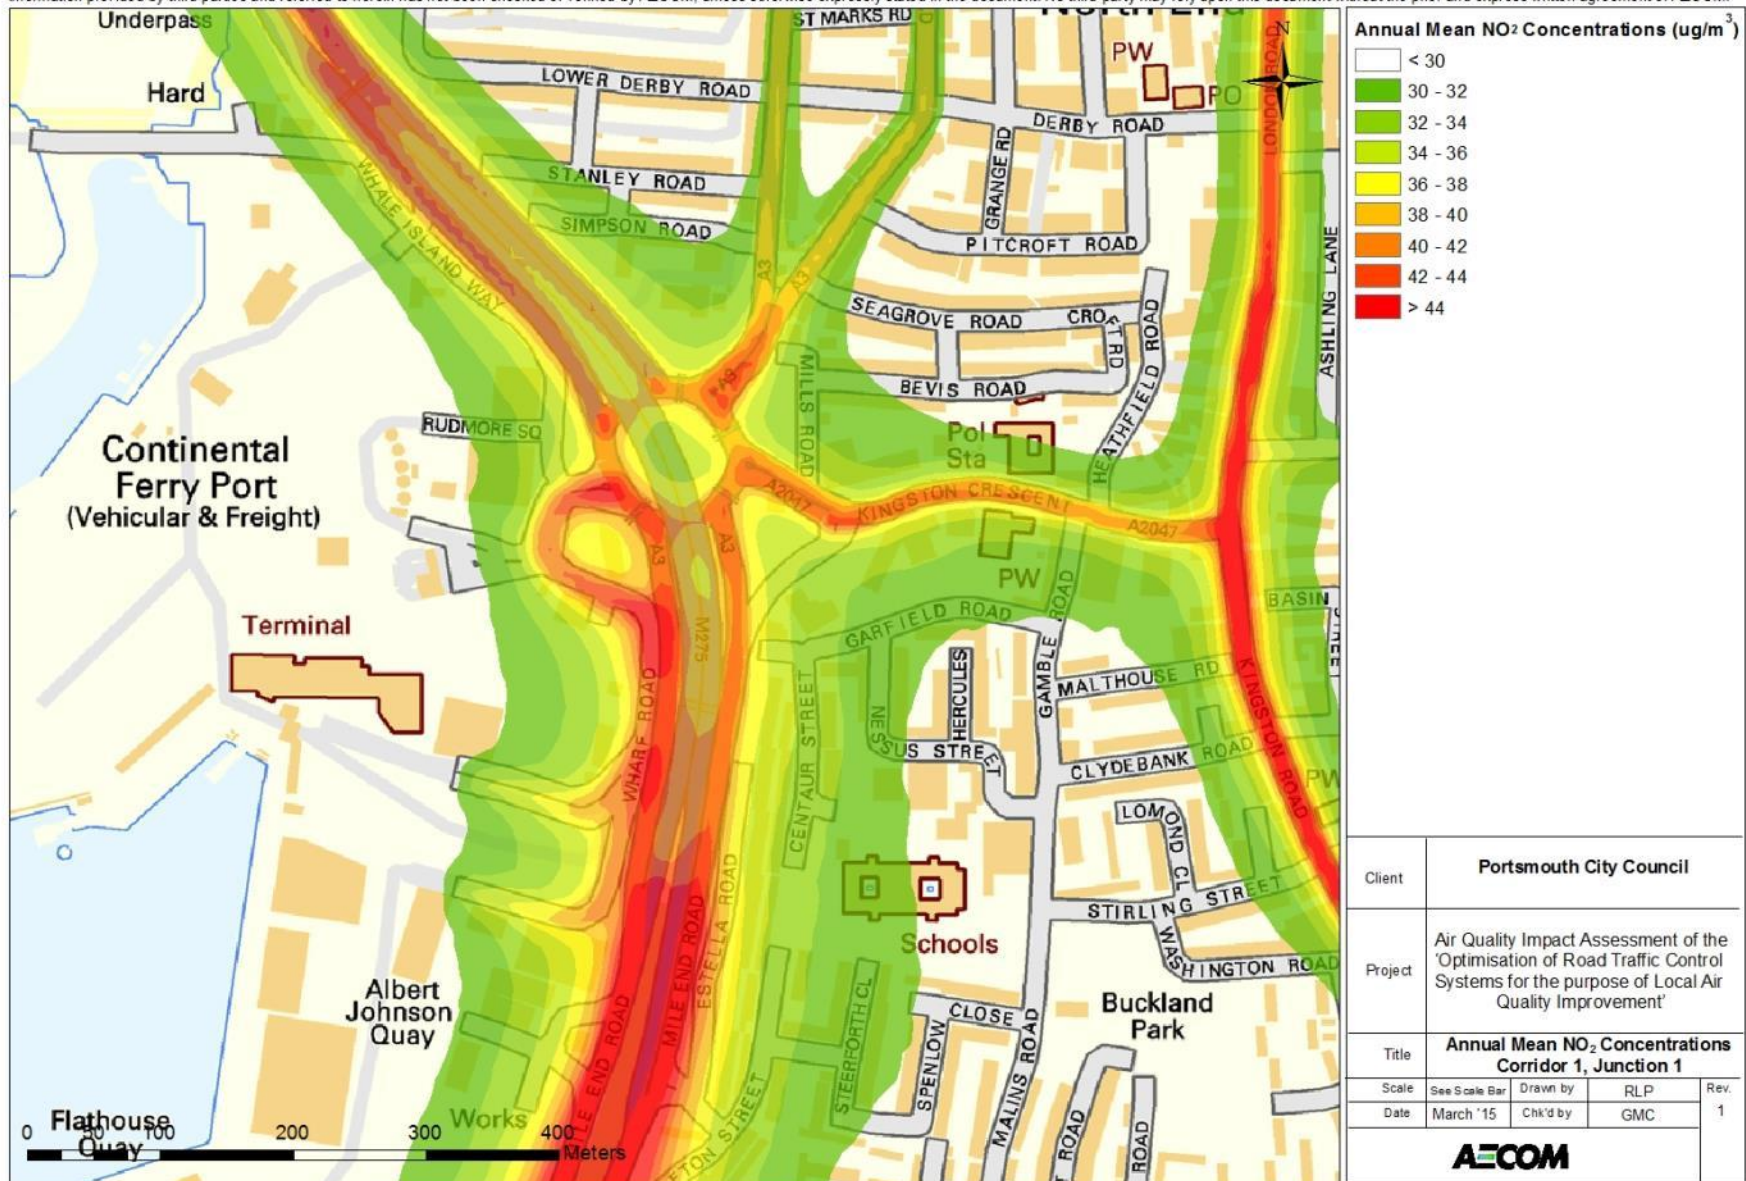 Underpass
Hard
ST MARKS RD
North End
PW
PO
LONDON ROAD
N
LOWER DERBY ROAD
DERBY ROAD
GRANGE RD
STANLEY ROAD
SIMPSON ROAD
PITCROFT ROAD
WHALE ISLAND WAY
A3
A3
ASHLING LANE
SEAGROVE ROAD
CROFT RD
HEATHFIELD ROAD
MILLS ROAD
BEVIS ROAD
A3
RUDMORE SQ
Pol
Sta
Continental
Ferry Port
(Vehicular & Freight)
A2047
KINGSTON CRESCENT
A2047
A3
A3
PW
Terminal
M275
GARFIELD ROAD
GAMBLE ROAD
BASIN STREE
HERCULES
MALTHOUSE RD
KINGSTON ROAD
WHARF ROAD
CENTAUR STREET
NESSUS STREET
CLYDEBANK ROAD
PW
LOMOND CL
STIRLING STREET
WASHINGTON ROAD
Schools
MILE END ROAD
ESTELLA ROAD
Albert
Johnson
Quay
MILE END ROAD
STEERFORTH CL
SPENLOW
CLOSE
MALINS ROAD
Buckland
Park
Works
Flathouse
Quay
ETON STREET
T ROAD
ROAD
0 50 100 200 300 400
Meters
Annual Mean NO2 Concentrations (ug/m3)
< 30
30 - 32
32 - 34
34 - 36
36 - 38
38 - 40
40 - 42
42 - 44
> 44
Client
Portsmouth City Council
Project
Air Quality Impact Assessment of the
'Optimisation of Road Traffic Control
Systems for the purpose of Local Air
Quality Improvement'
Title
Annual Mean NO2 Concentrations
Corridor 1, Junction 1
Scale See Scale Bar Drawn by RLP Rev.
Date March '15 Chk'd by GMC 1
AECOM